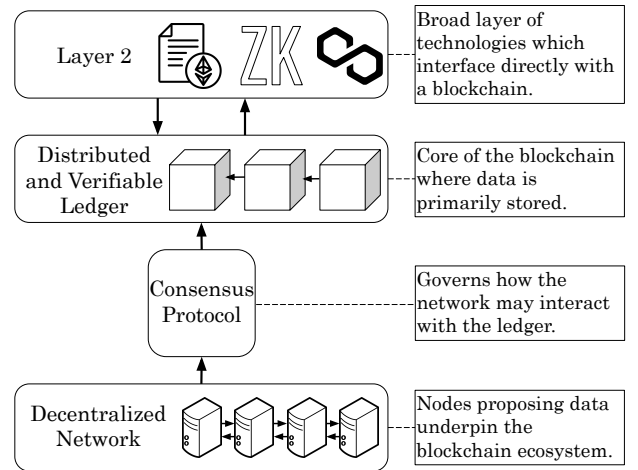 Layer 2
ZK
Broad layer of
technologies which
interface directly with
a blockchain.
Distributed
and Verifiable
Ledger
Core of the blockchain
where data is
primarily stored.
Consensus
Protocol
Governs how the
network may interact
with the ledger.
Decentralized
Network
Nodes proposing data
underpin the
blockchain ecosystem.